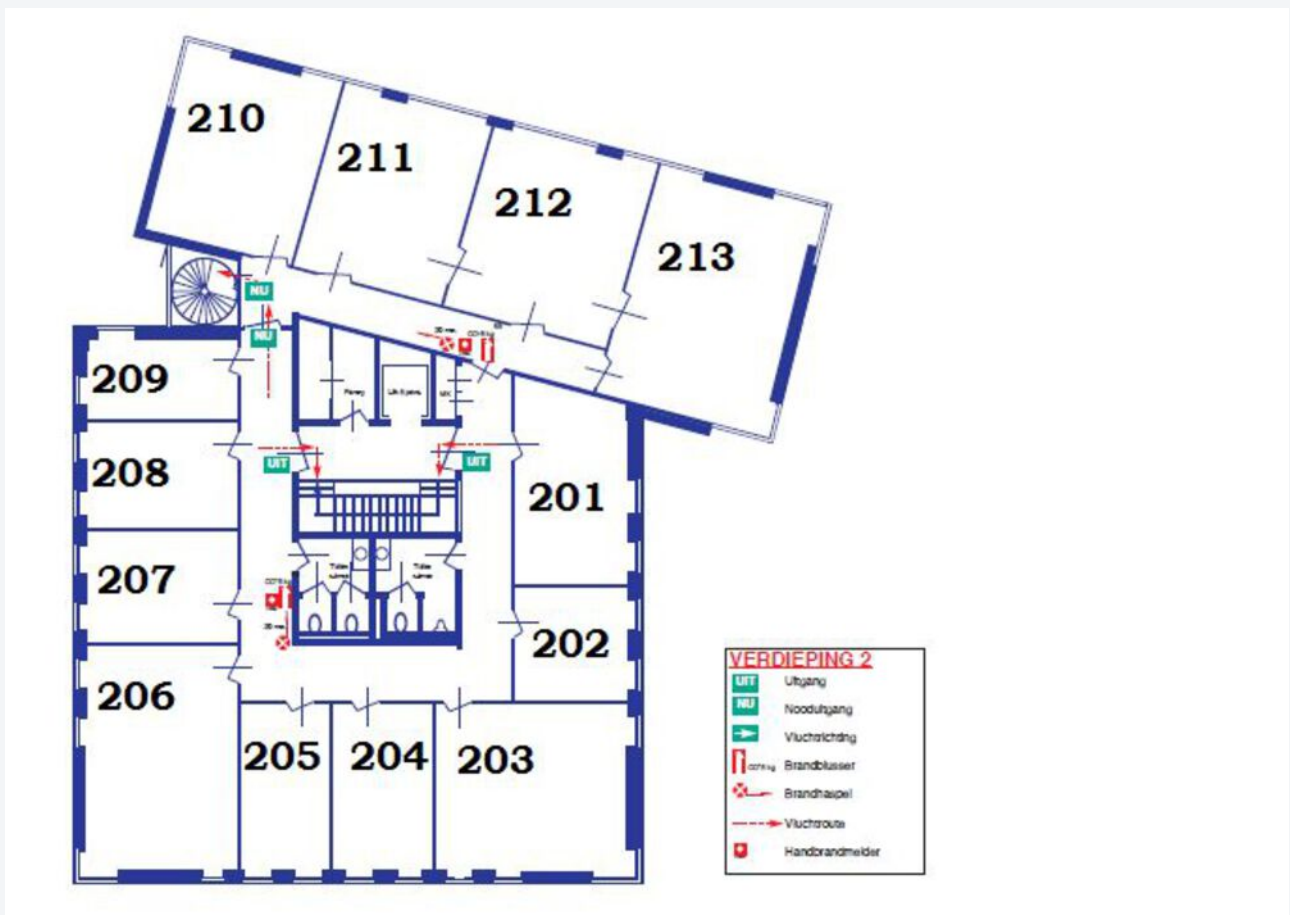 210
211
212
213
NU
NU
209
208
UIT
UIT
201
207
202
206
205
204
203
VERDIEPING 2
UIT Uitgang
NU Nooduitgang
Vluchtrichting
Brandblusser
Brandhaspel
Vluchtroute
Handbrandmelder